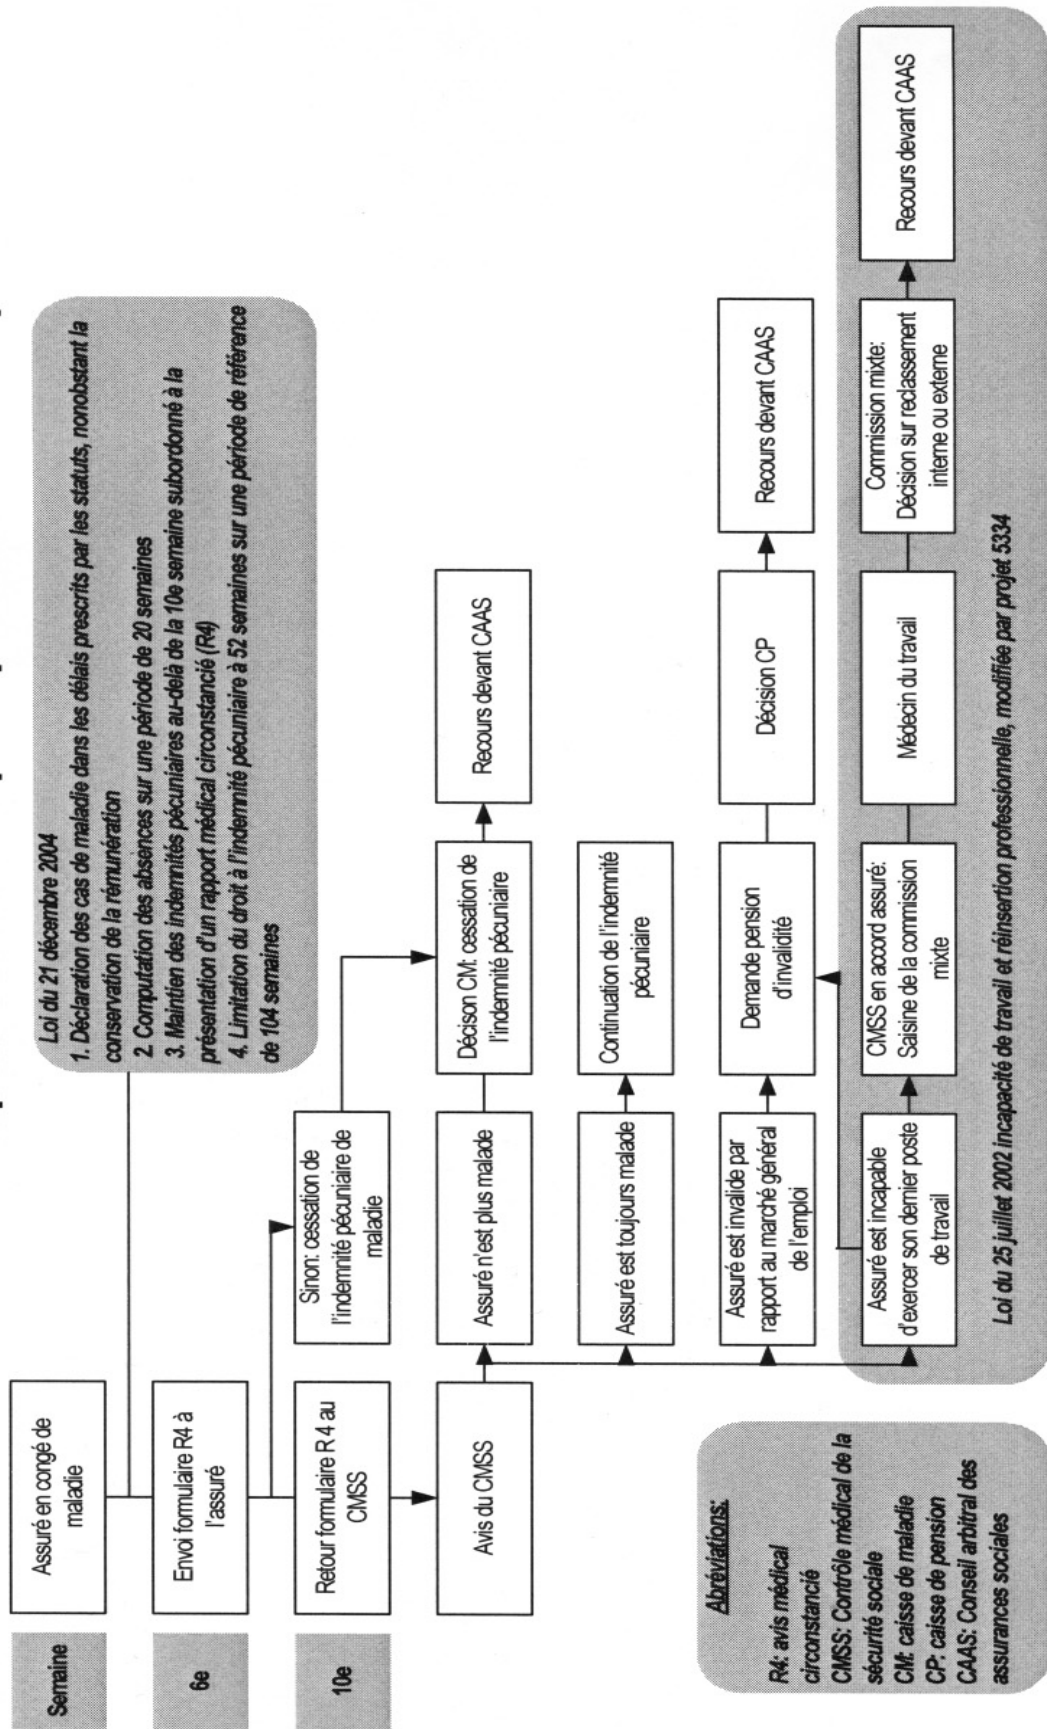 Semaine
6e
10e
Assuré en congé de
maladie
Envoi formulaire R4 à
l'assuré
Retour formulaire R 4 au
CMSS
Avis du CMSS
Loi du 21 décembre 2004
1. Déclaration des cas de maladie dans les délais prescrits par les statuts, nonobstant la
conservation de la rémunération
2. Computation des absences sur une période de 20 semaines
3. Maintien des indemnités pécuniaires au-delà de la 10e semaine subordonné à la
présentation d'un rapport médical circonstancié (R4)
4. Limitation du droit à l'indemnité pécuniaire à 52 semaines sur une période de référence
de 104 semaines
Sinon: cessation de
l'indemnité pécuniaire de
maladie
Assuré n'est plus malade
Décison CM: cessation de
l'indemnité pécuniaire
Recours devant CAAS
Assuré est toujours malade
Continuation de l'indemnité
pécuniaire
Assuré est invalide par
rapport au marché général
de l'emploi
Demande pension
d'invalidité
Décision CP
Recours devant CAAS
Assuré est incapable
d'exercer son dernier poste
de travail
CMSS en accord assuré:
Saisine de la commission
mixte
Médecin du travail
Commission mixte:
Décision sur reclassement
interne ou externe
Recours devant CAAS
Loi du 25 juillet 2002 incapacité de travail et réinsertion professionnelle, modifiée par projet 5334
Abréviations:
R4: avis médical
circonstancié
CMSS: Contrôle médical de la
sécurité sociale
CM: caisse de maladie
CP: caisse de pension
CAAS: Conseil arbitral des
assurances sociales